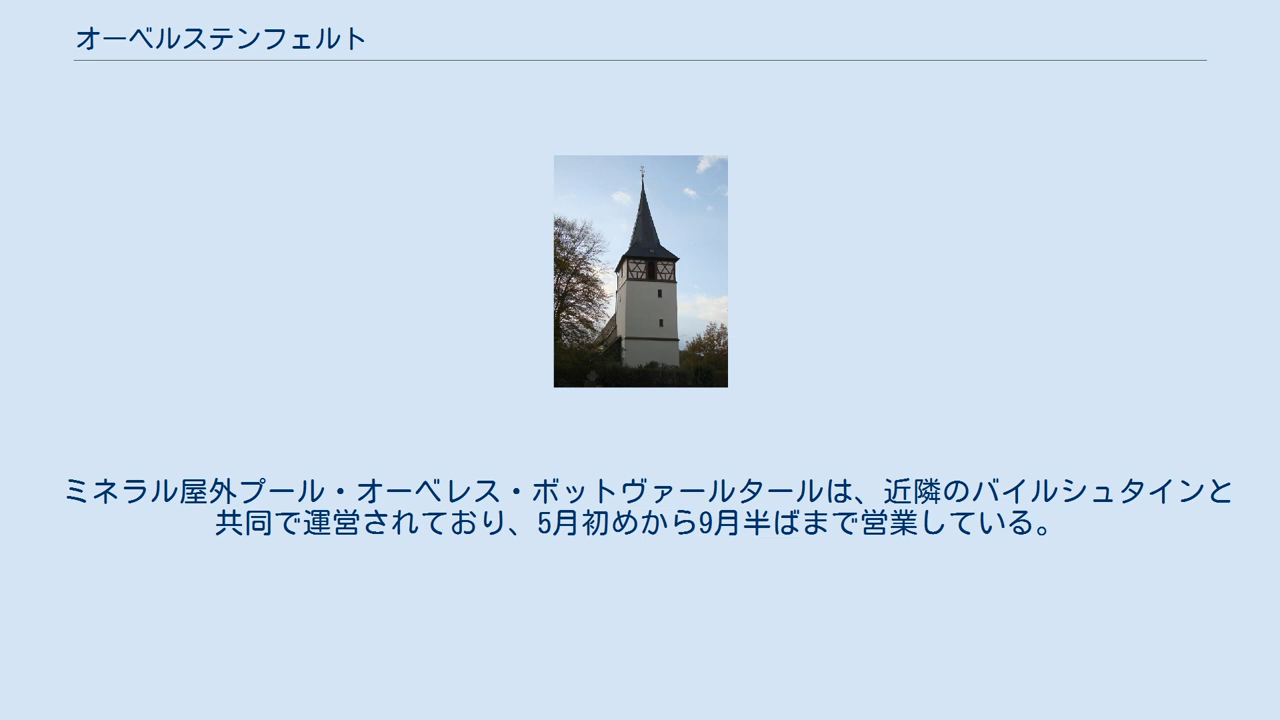 オーベルステンフェルト
ミネラル屋外プール・オーベレス・ボットヴァールタールは、近隣のバイルシュタインと
共同で運営されており、5月初めから9月半ばまで営業している。